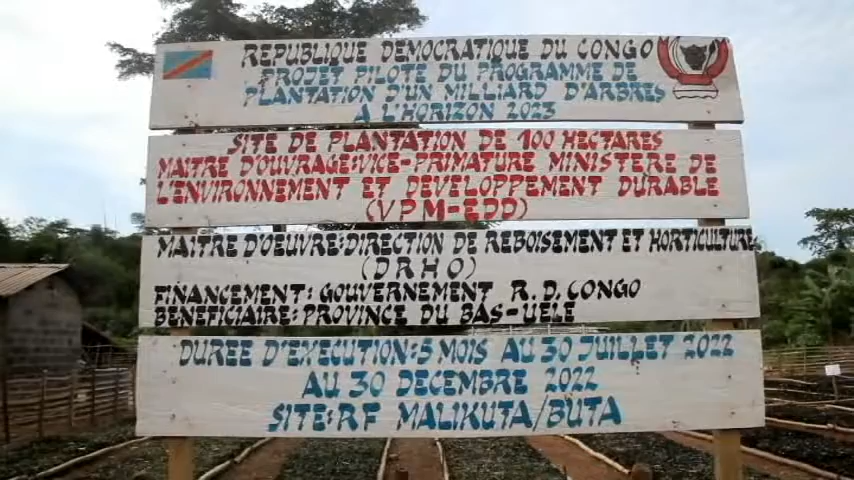 REPUBLIQUE DEMOCRATIQUE DU CONGO
PROJET PILOTE DU PROGRAMME DE
PLANTATION D'UN MILLIARD D'ARBRES
A L'HORIZON 2023
SITE DE PLANTATION DE 100 HECTARES
MAITRE D'OUVRAGE:VICE-PRIMATURE MINISTERE DE
L'ENVIRONNEMENT ET DEVELOPPEMENT DURABLE
(VPM-EDD)
MAITRE D'OEUVRE:DIRECTION DE REBOISEMENT ET HORTICULTURE
(DRHO)
FINANCEMENT: GOUVERNEMENT R.D.CONGO
BENEFICIAIRE:PROVINCE DU BAS-UELE
DUREE D'EXECUTION:5 MOIS AU 30 JUILLET 2022
AU 30 DECEMBRE 2022
SITE:RF MALIKUTA/BUTA